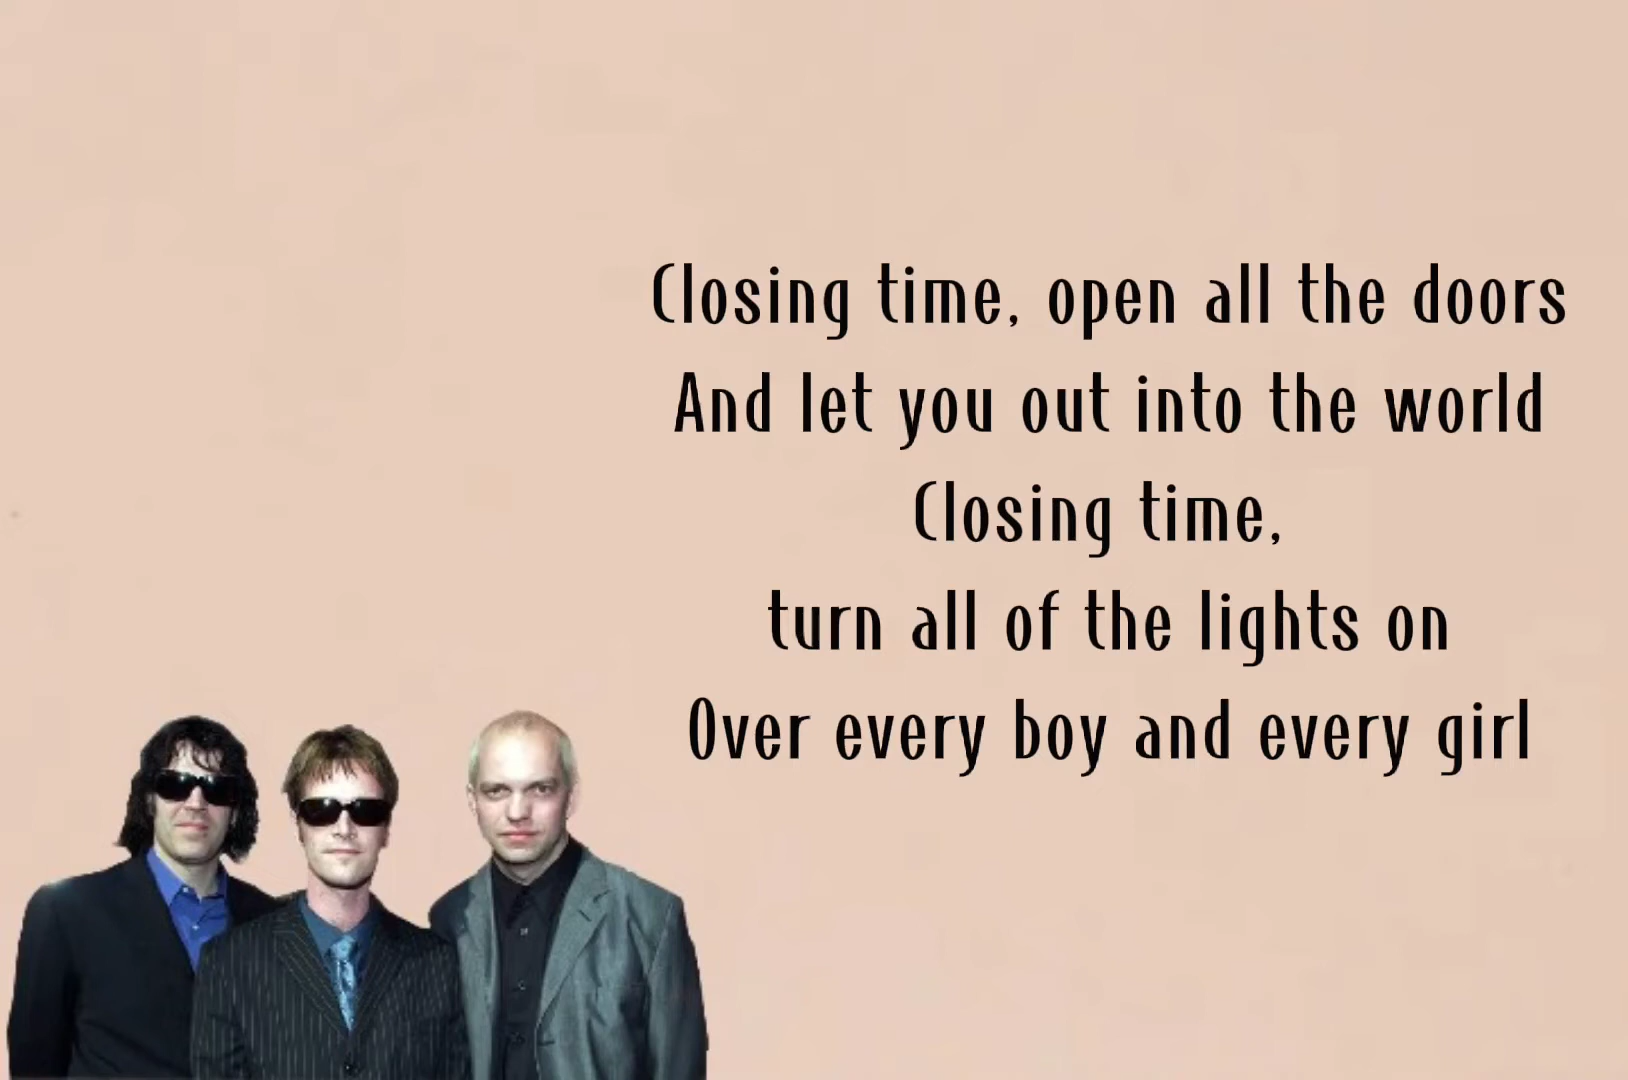 Closing time, open all the doors
And let you out into the world
Closing time,
turn all of the lights on
Over every boy and every girl